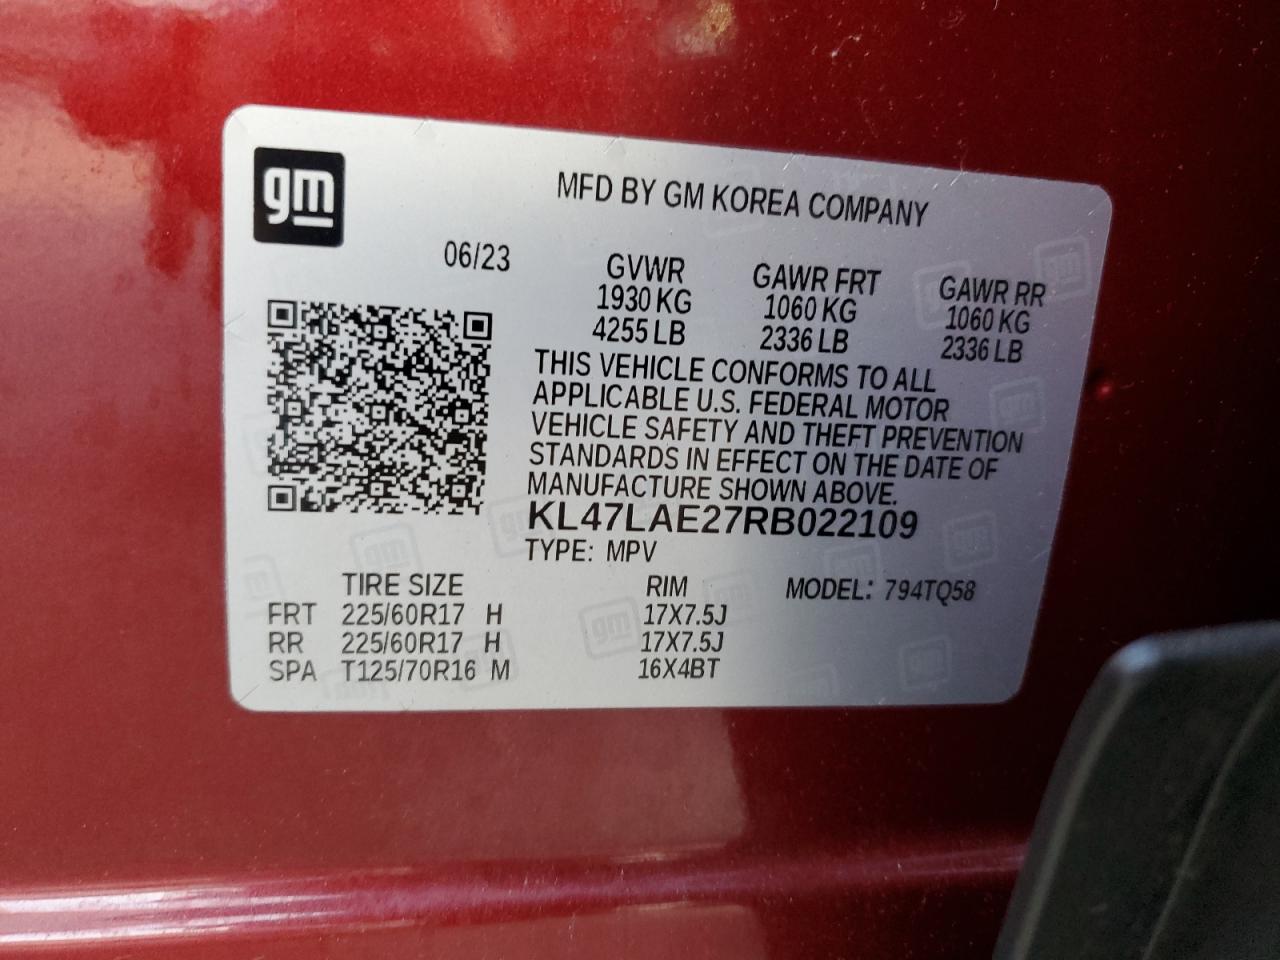 gm
MFD BY GM KOREA COMPANY
06/23
GVWR GAWR FRT GAWR RR
1930 KG 1060 KG 1060 KG
4255 LB 2336 LB 2336 LB
THIS VEHICLE CONFORMS TO ALL
APPLICABLE U.S. FEDERAL MOTOR
VEHICLE SAFETY AND THEFT PREVENTION
STANDARDS IN EFFECT ON THE DATE OF
MANUFACTURE SHOWN ABOVE.
KL47LAE27RB022109
TYPE: MPV
TIRE SIZE RIM MODEL: 794TQ58
FRT 225/60R17 H 17X7.5J
RR 225/60R17 H 17X7.5J
SPA T125/70R16 M 16X4BT